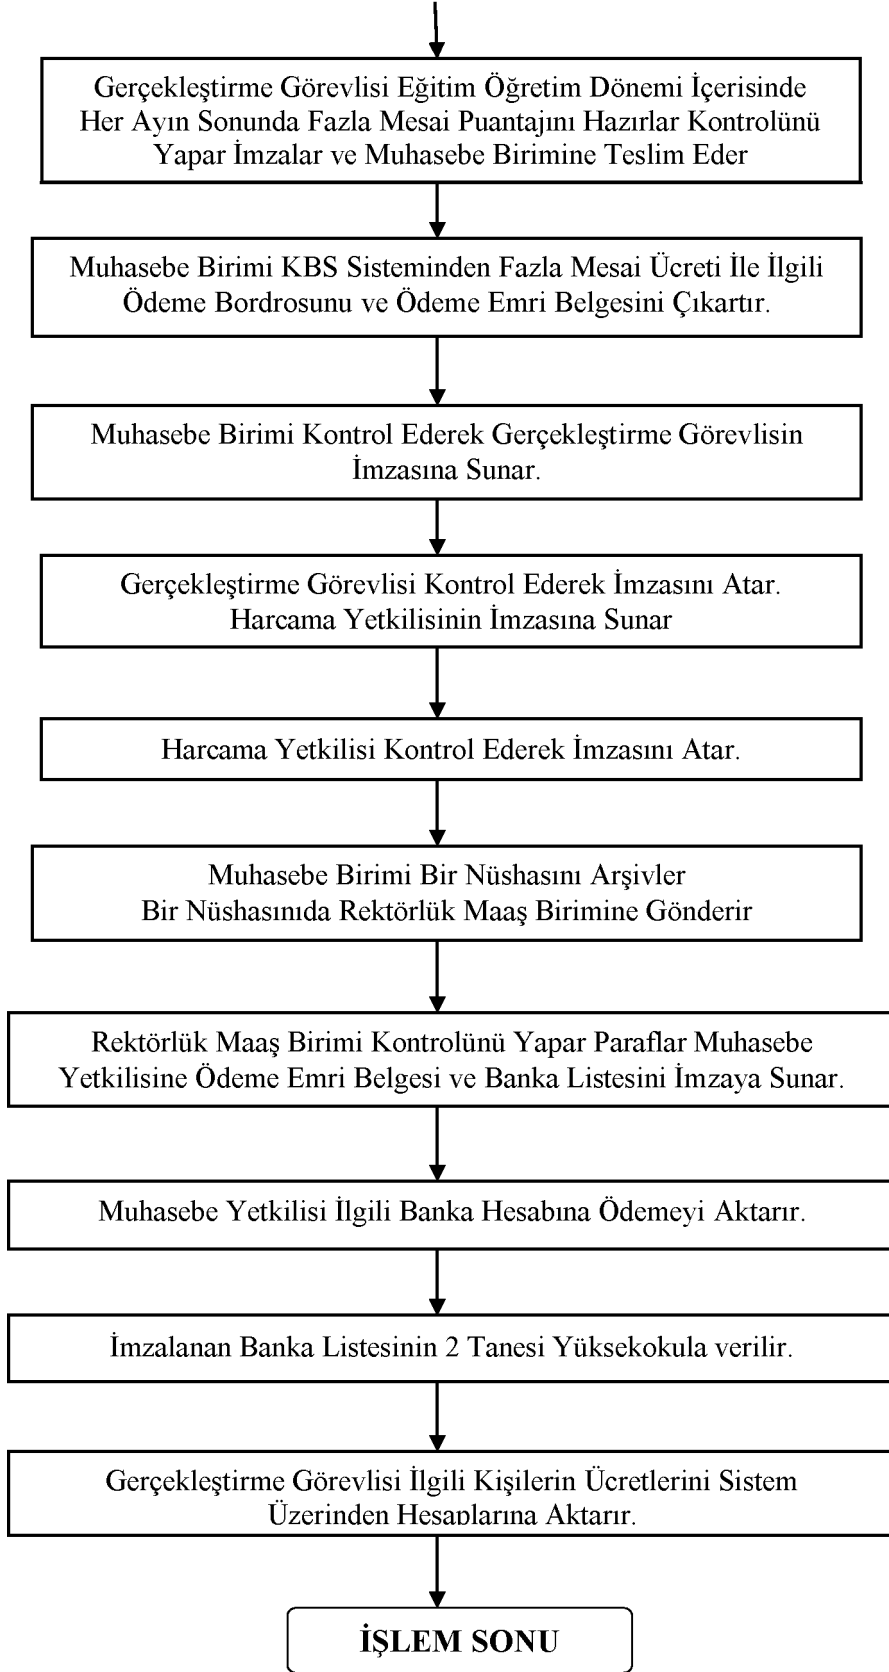 Gerçekleştirme Görevlisi Eğitim Öğretim Dönemi İçerisinde
Her Ayın Sonunda Fazla Mesai Puantajını Hazırlar Kontrolünü
Yapar İmzalar ve Muhasebe Birimine Teslim Eder
Muhasebe Birimi KBS Sisteminden Fazla Mesai Ücreti İle İlgili
Ödeme Bordrosunu ve Ödeme Emri Belgesini Çıkartır.
Muhasebe Birimi Kontrol Ederek Gerçekleştirme Görevlisin
İmzasına Sunar.
Gerçekleştirme Görevlisi Kontrol Ederek İmzasını Atar.
Harcama Yetkilisinin İmzasına Sunar
Harcama Yetkilisi Kontrol Ederek İmzasını Atar.
Muhasebe Birimi Bir Nüshasını Arşivler
Bir Nüshasınıda Rektörlük Maaş Birimine Gönderir
Rektörlük Maaş Birimi Kontrolünü Yapar Paraflar Muhasebe
Yetkilisine Ödeme Emri Belgesi ve Banka Listesini İmzaya Sunar.
Muhasebe Yetkilisi İlgili Banka Hesabına Ödemeyi Aktarır.
İmzalanan Banka Listesinin 2 Tanesi Yüksekokula verilir.
Gerçekleştirme Görevlisi İlgili Kişilerin Ücretlerini Sistem
Üzerinden Hesaplarına Aktarır.
İŞLEM SONU